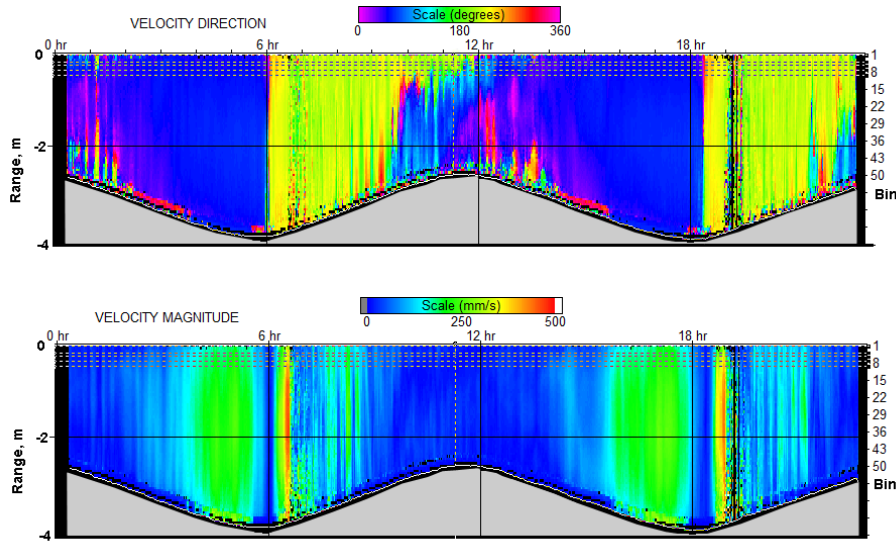 Scale (degrees)
VELOCITY DIRECTION
0 180 360
0 hr 6 hr 12 hr 18 hr
0 1
8
15
22
29
-2 36
43
50
Bin
-4
Range, m
Scale (mm/s)
VELOCITY MAGNITUDE
0 250 500
0 hr 6 hr 12 hr 18 hr
0 1
8
15
22
29
-2 36
43
50
Bin
-4
Range, m